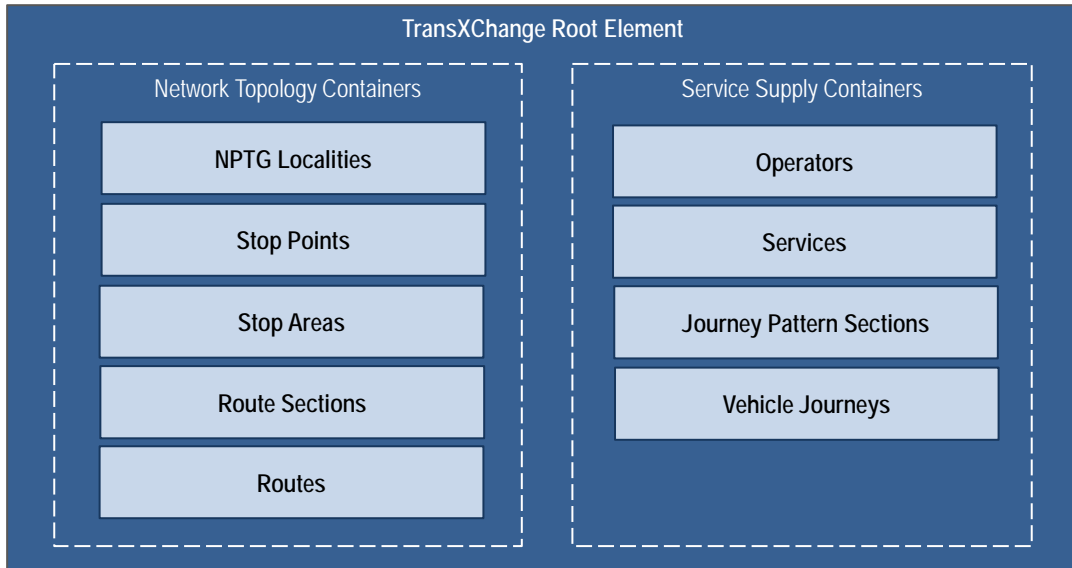 TransXChange Root Element
Network Topology Containers
NPTG Localities
Stop Points
Stop Areas
Route Sections
Routes
Service Supply Containers
Operators
Services
Journey Pattern Sections
Vehicle Journeys